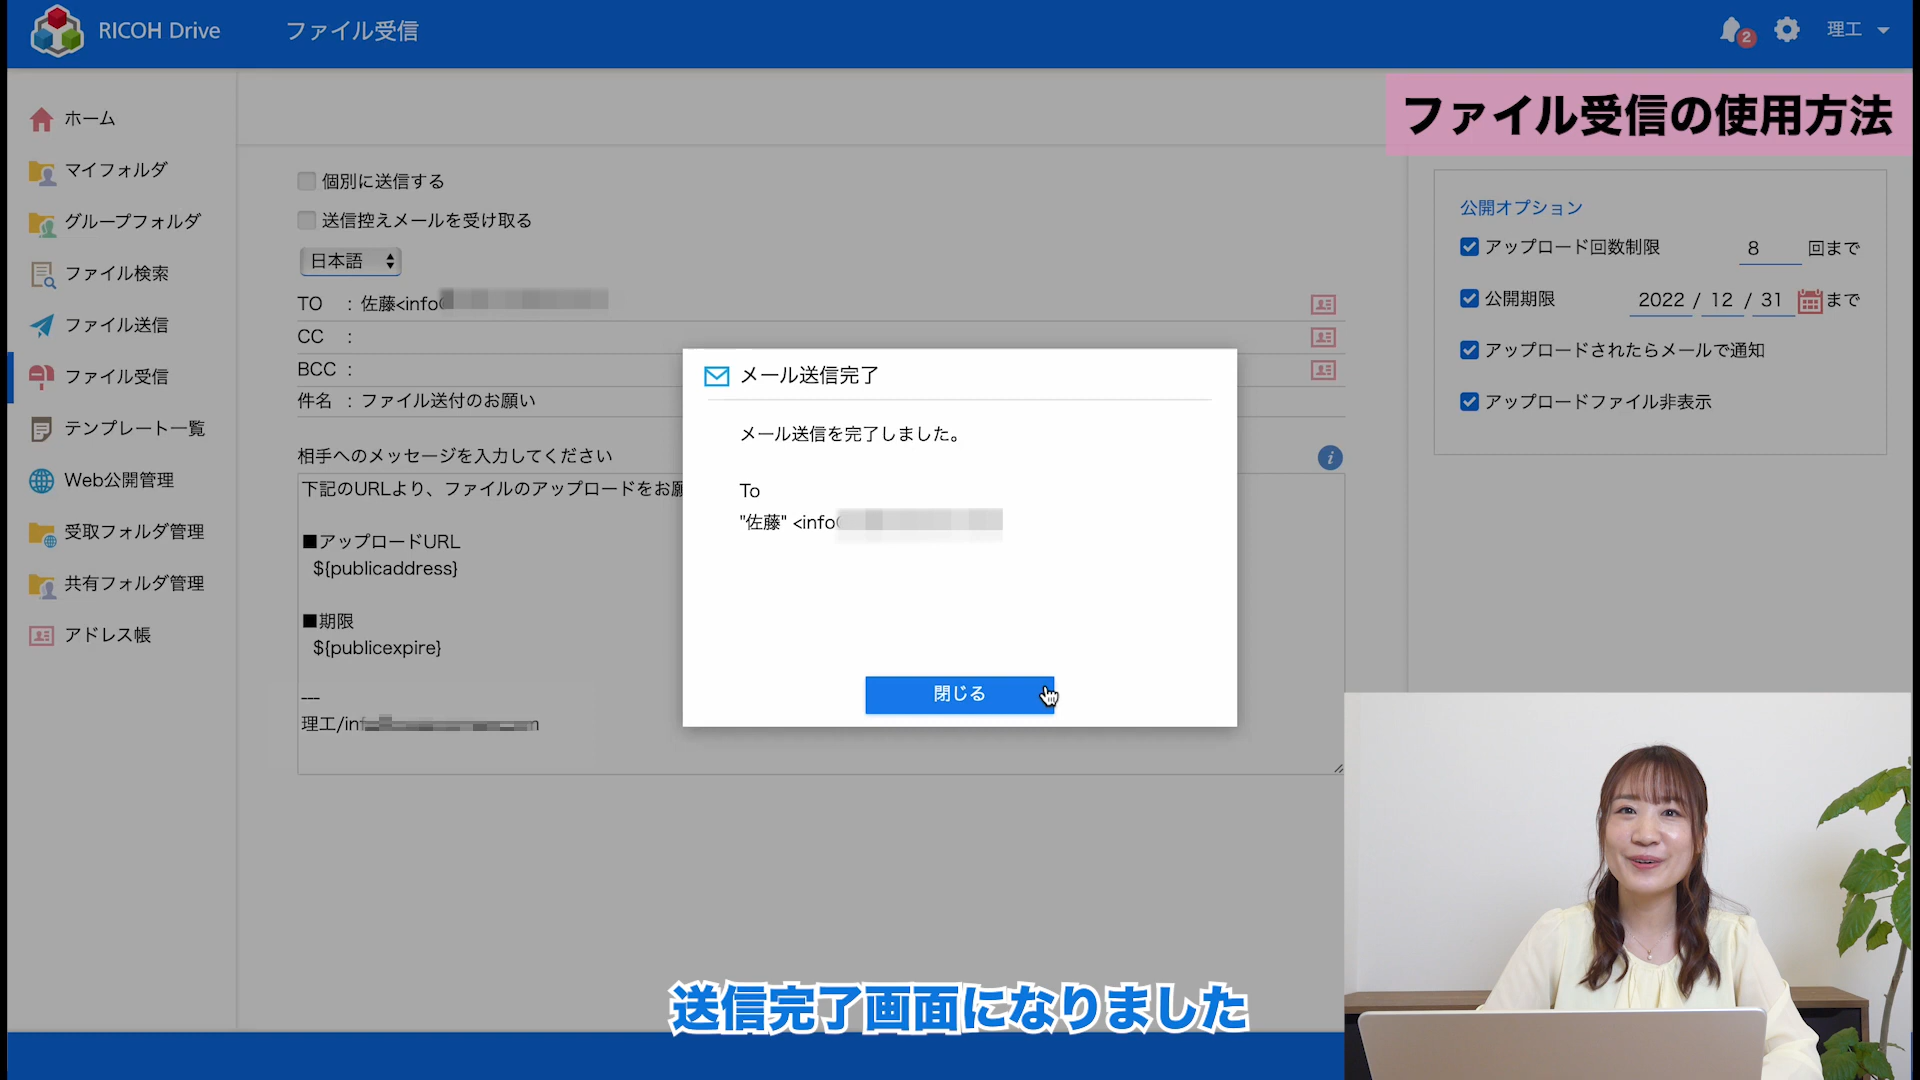 RICOH Drive
ファイル受信
2
理工
ファイル受信の使用方法
ホーム
マイフォルダ
グループフォルダ
ファイル検索
ファイル送信
ファイル受信
テンプレート一覧
Web公開管理
受取フォルダ管理
共有フォルダ管理
アドレス帳
個別に送信する
送信控えメールを受け取る
日本語
TO : 佐藤<info
CC :
BCC :
件名 : ファイル送付のお願い
相手へのメッセージを入力してください
下記のURLより、ファイルのアップロードをお願
■アップロードURL
${publicaddress}
■期限
${publicexpire}
---
理工/inf
メール送信完了
メール送信を完了しました。
To
"佐藤" <info
閉じる
公開オプション
アップロード回数制限 8 回まで
公開期限 2022 / 12 / 31 まで
アップロードされたらメールで通知
アップロードファイル非表示
送信完了画面になりました